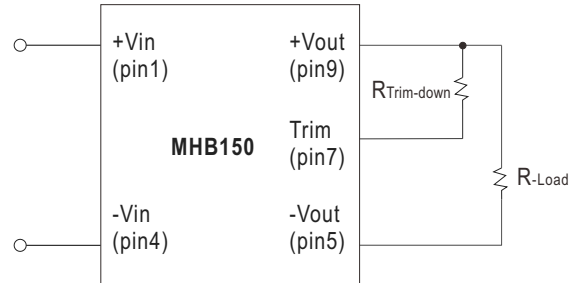 +Vin
(pin1)
+Vout
(pin9)
RTrim-down
Trim
(pin7)
MHB150
R-Load
-Vin
(pin4)
-Vout
(pin5)